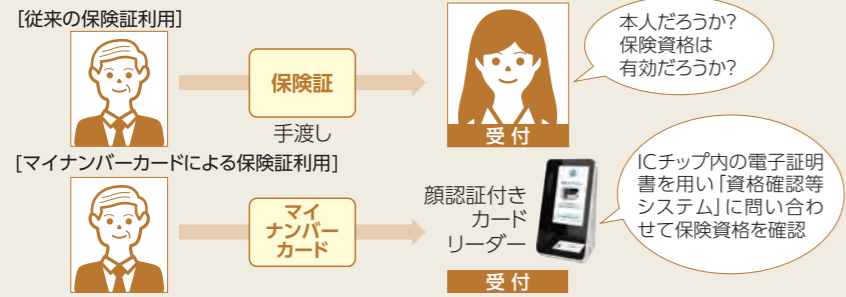 [従来の保険証利用]
本人だろうか?
保険資格は
有効だろうか?
保険証
手渡し
受付
[マイナンバーカードによる保険証利用]
マイ
ナンバー
カード
顔認証付き
カード
リーダー
ICチップ内の電子証明
書を用い「資格確認等
システム」に問い合わ
せて保険資格を確認
受付